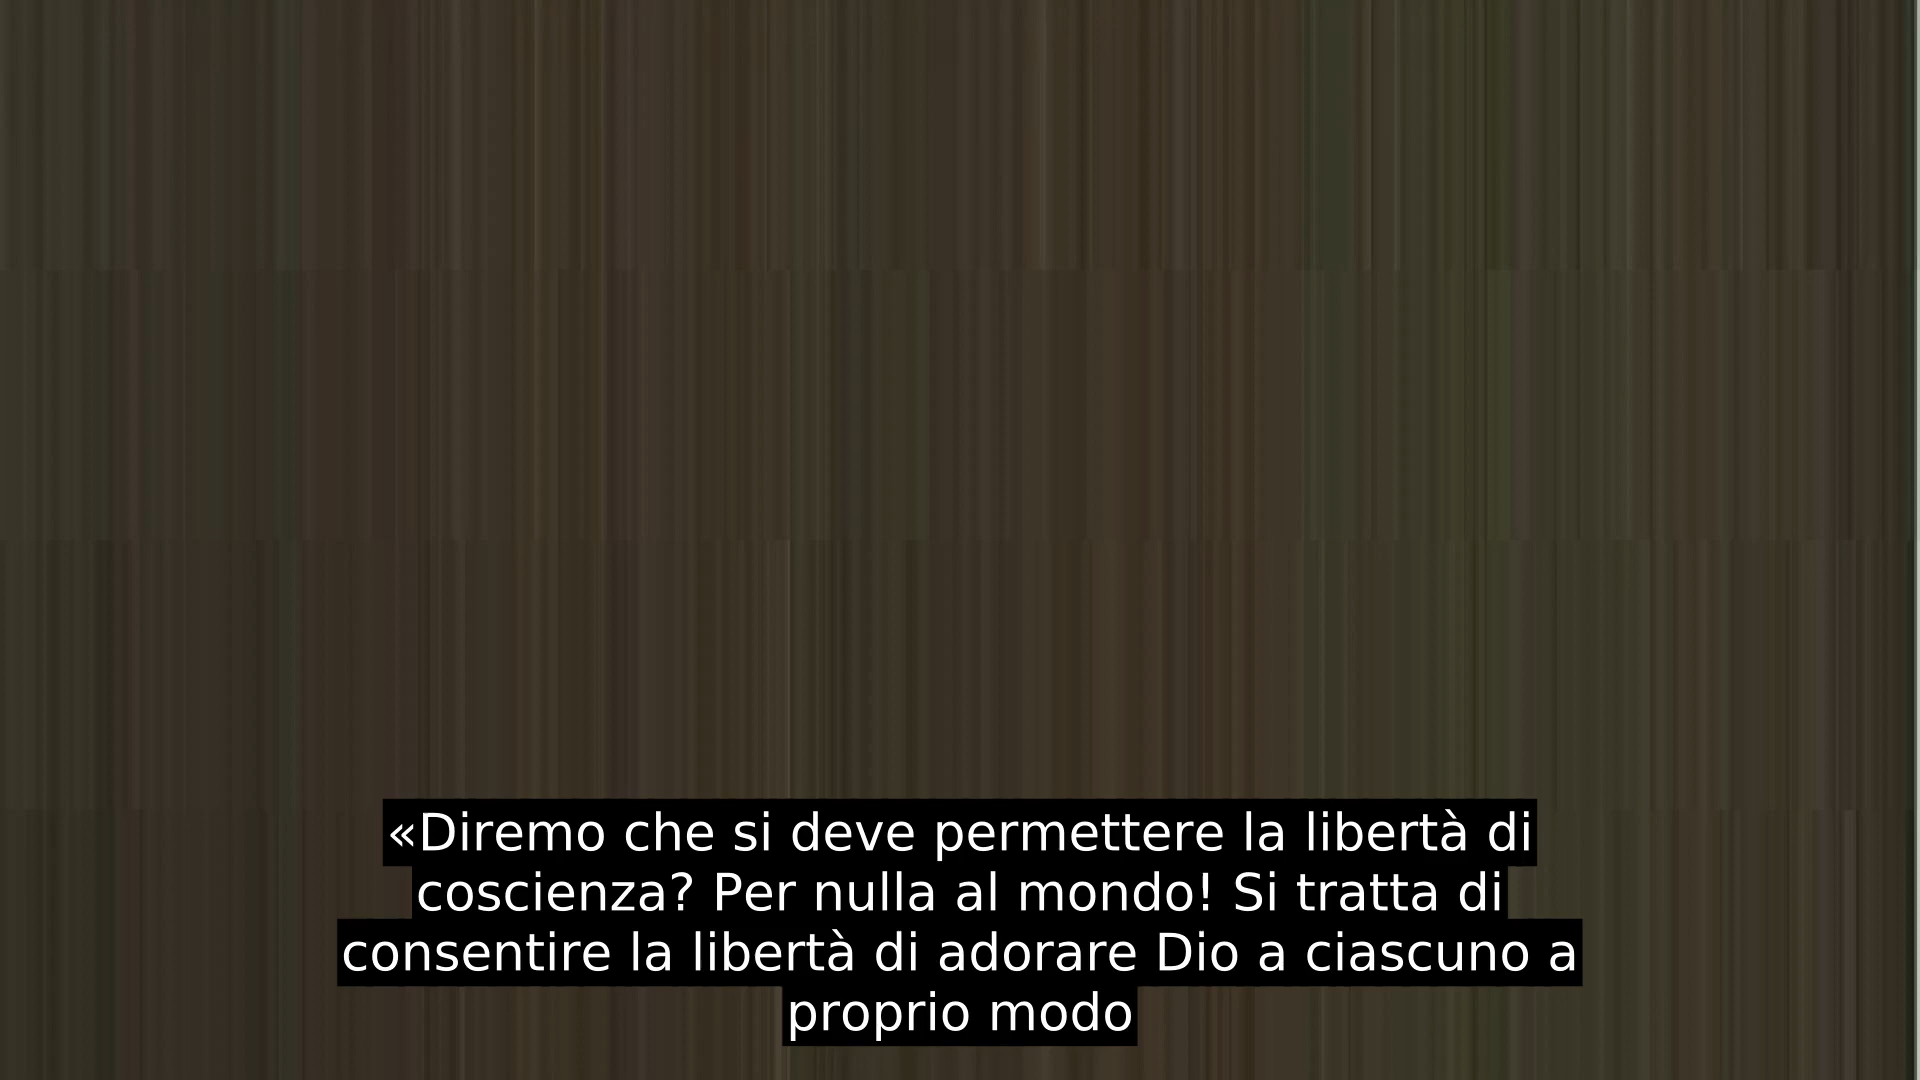 «Diremo che si deve permettere la libertà di
coscienza? Per nulla al mondo! Si tratta di
consentire la libertà di adorare Dio a ciascuno a
proprio modo